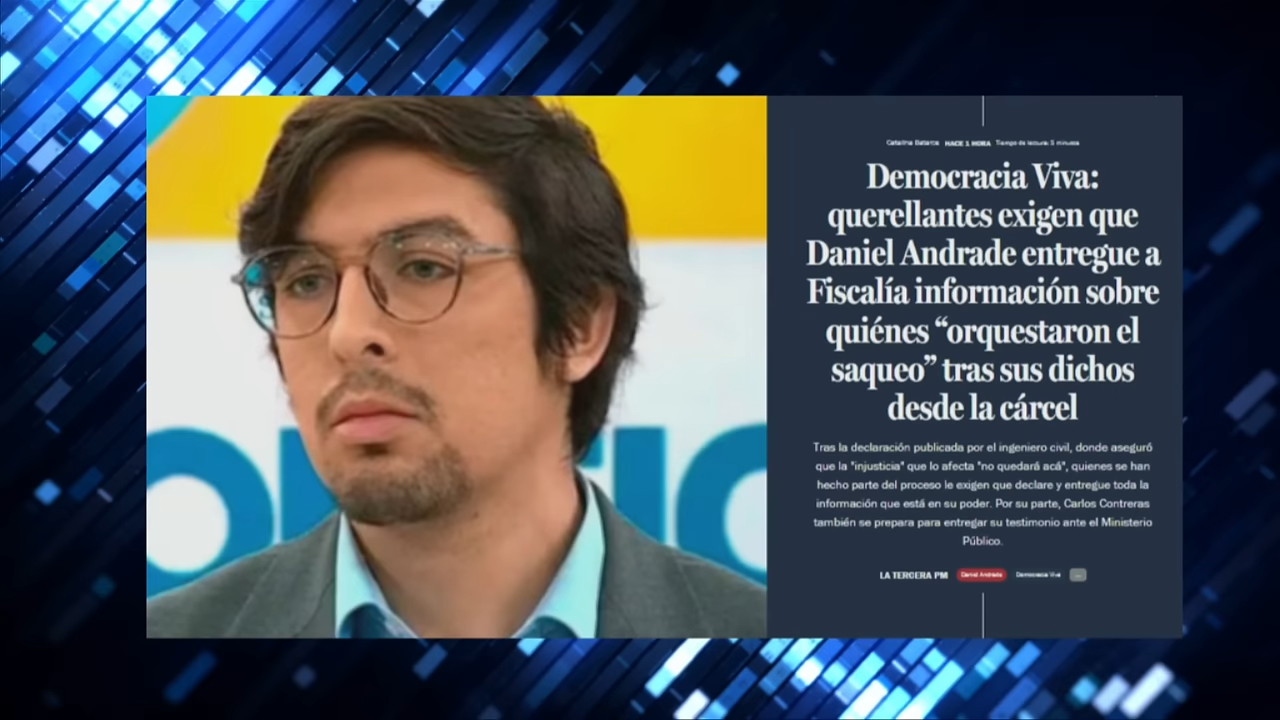 Catalina Batarce HACE 1 HORA Tiempo de lectura: 5 minutos
Democracia Viva:
querellantes exigen que
Daniel Andrade entregue a
Fiscalía información sobre
quiénes “orquestaron el
saqueo” tras sus dichos
desde la cárcel
Tras la declaración publicada por el ingeniero civil, donde aseguró
que la "injusticia" que lo afecta "no quedará acá", quienes se han
hecho parte del proceso le exigen que declare y entregue toda la
información que está en su poder. Por su parte, Carlos Contreras
también se prepara para entregar su testimonio ante el Ministerio
Público.
LA TERCERA PM Daniel Andrade Democracia Viva ...